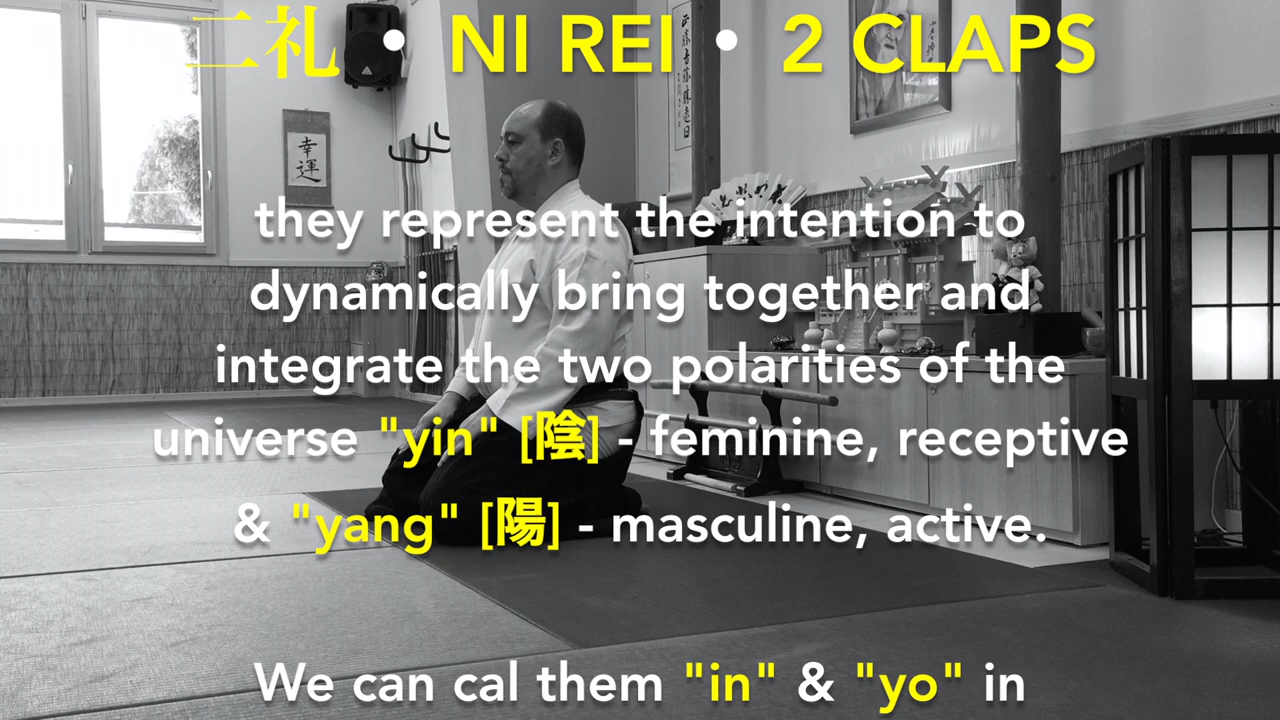 二礼 • NI REI • 2 CLAPS
they represent the intention to
dynamically bring together and
integrate the two polarities of the
universe "yin" [陰] - feminine, receptive
& "yang" [陽] - masculine, active.
We can cal them "in" & "yo" in
幸運